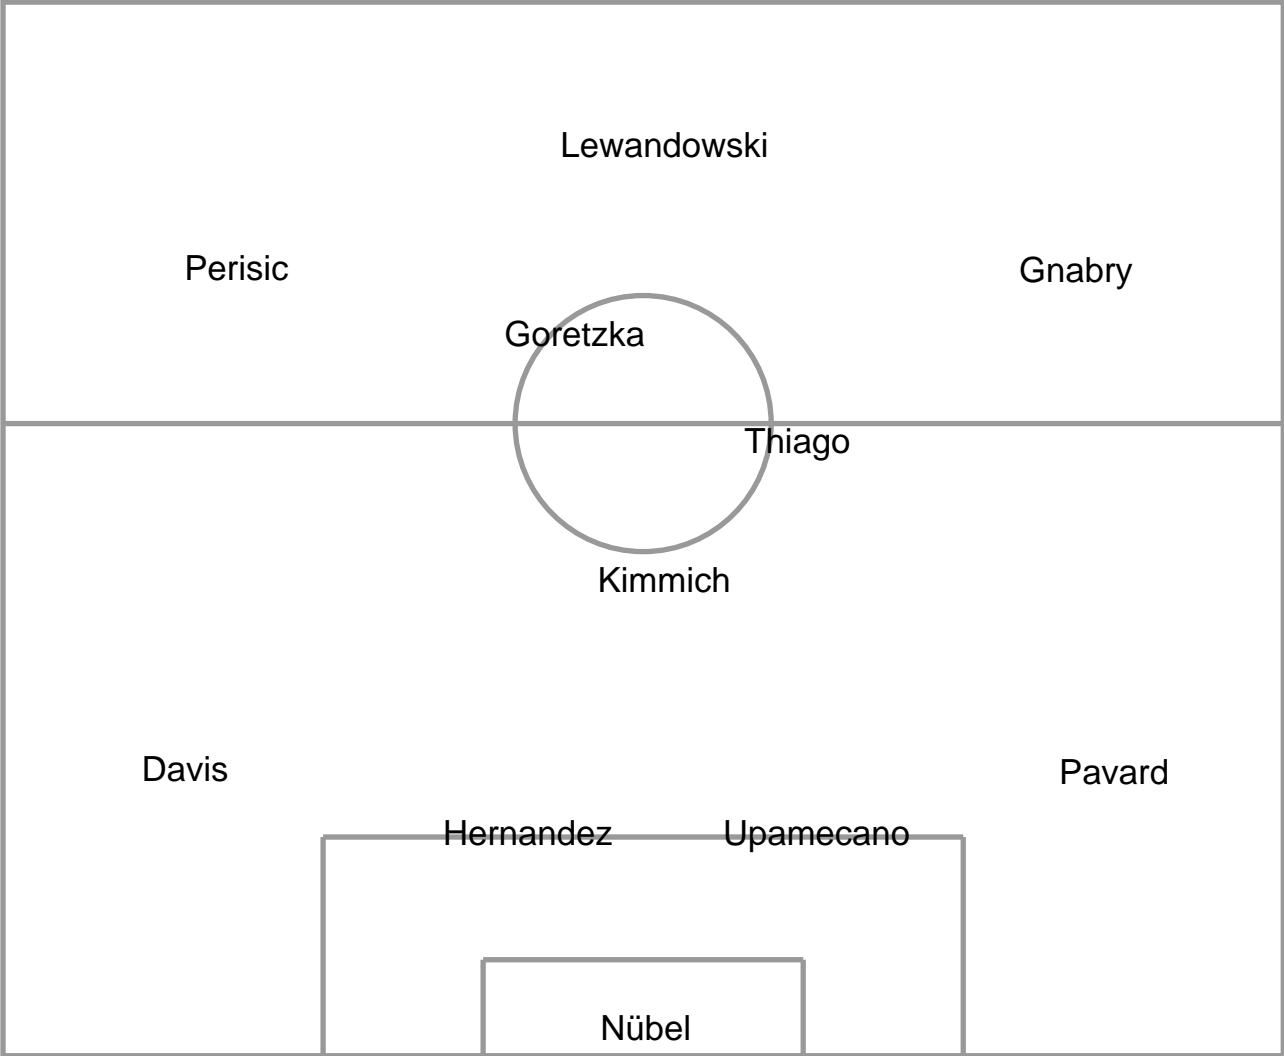 Lewandowski
Perisic
Gnabry
Goretzka
Thiago
Kimmich
Davis
Pavard
Hernandez
Upamecano
Nübel